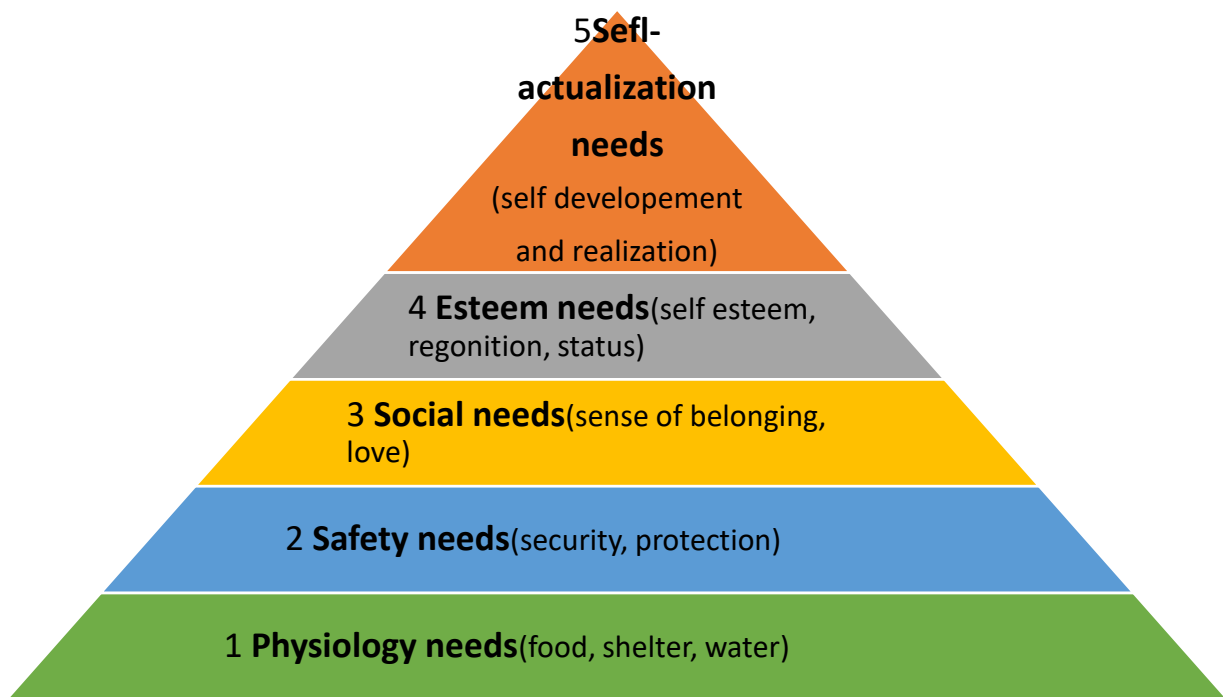 5Sefl-
actualization
needs
(self developement
and realization)
4 Esteem needs(self esteem,
regonition, status)
3 Social needs(sense of belonging,
love)
2 Safety needs(security, protection)
1 Physiology needs(food, shelter, water)